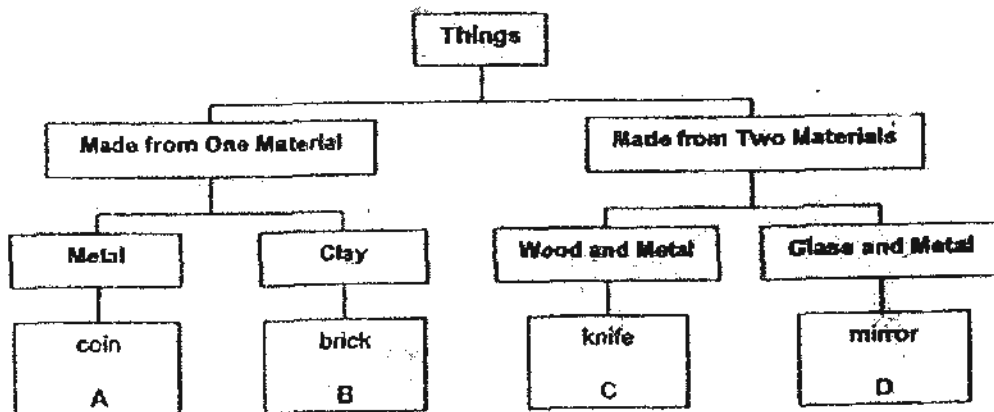 Things
Made from One Material
Made from Two Materials
Metal
Clay
Wood and Metal
Glass and Metal
coin
brick
knife
mirror
A
B
C
D